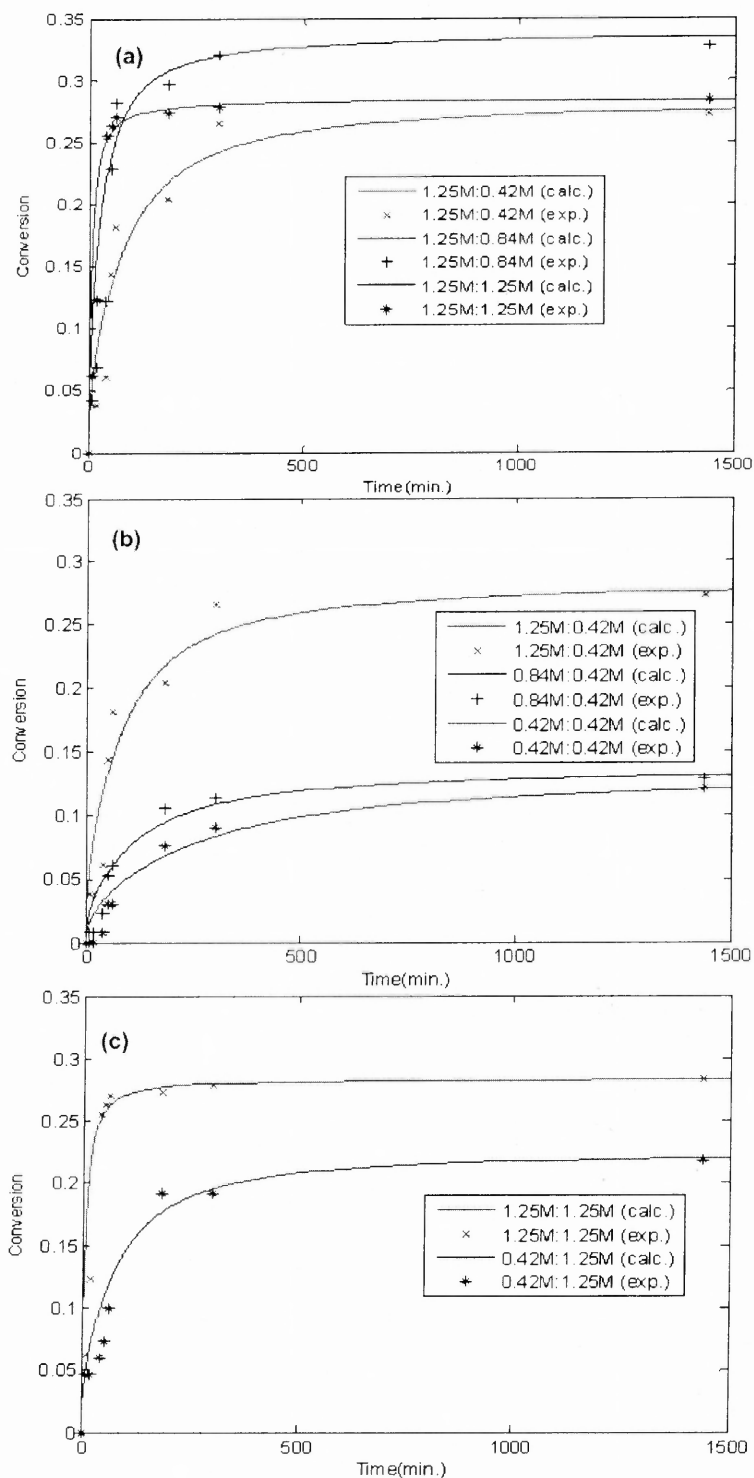 (a)
0.35
0.3
0.25
0.2
0.15
0.1
0.05
0
Conversion
1.25M:0.42M (calc.)
1.25M:0.42M (exp.)
1.25M:0.84M (calc.)
1.25M:0.84M (exp.)
1.25M:1.25M (calc.)
1.25M:1.25M (exp.)
0 500 1000 1500
Time(min.)
(b)
0.35
0.3
0.25
0.2
0.15
0.1
0.05
0
Conversion
1.25M:0.42M (calc.)
1.25M:0.42M (exp.)
0.84M:0.42M (calc.)
0.84M:0.42M (exp.)
0.42M:0.42M (calc.)
0.42M:0.42M (exp.)
0 500 1000 1500
Time(min.)
(c)
0.35
0.3
0.25
0.2
0.15
0.1
0.05
0
Conversion
1.25M:1.25M (calc.)
1.25M:1.25M (exp.)
0.42M:1.25M (calc.)
0.42M:1.25M (exp.)
0 500 1000 1500
Time(min.)